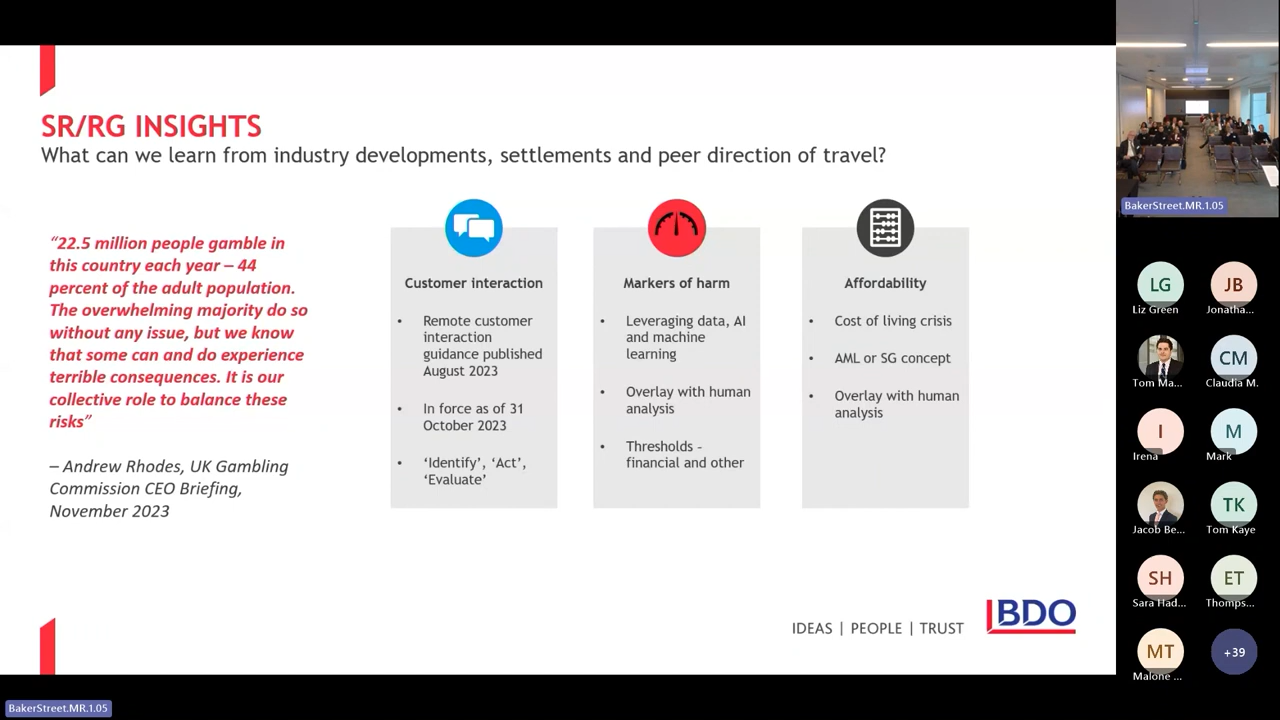 SR/RG INSIGHTS
What can we learn from industry developments, settlements and peer direction of travel?
“22.5 million people gamble in
this country each year – 44
percent of the adult population.
The overwhelming majority do so
without any issue, but we know
that some can and do experience
terrible consequences. It is our
collective role to balance these
risks”
– Andrew Rhodes, UK Gambling
Commission CEO Briefing,
November 2023
Customer interaction
• Remote customer
interaction
guidance published
August 2023
• In force as of 31
October 2023
• ‘Identify’, ‘Act’,
‘Evaluate’
Markers of harm
• Leveraging data, AI
and machine
learning
• Overlay with human
analysis
• Thresholds –
financial and other
Affordability
• Cost of living crisis
• AML or SG concept
• Overlay with human
analysis
IDEAS | PEOPLE | TRUST
BDO
BakerStreet.MR.1.05
BakerStreet.MR.1.05
LG
Liz Green
JB
Jonatha...
Tom Ma...
CM
Claudia M.
I
Irena
M
Mark
Jacob Be...
TK
Tom Kaye
SH
Sara Had...
ET
Thomps...
MT
Malone ...
+39